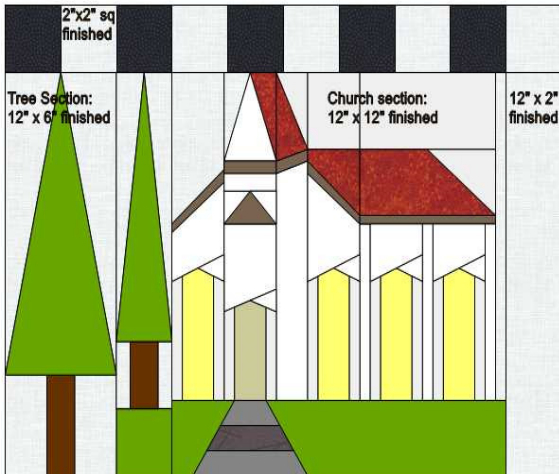 2"x2" sq
finished
Tree Section:
12" x 6" finished
Church section:
12" x 12" finished
12" x 2"
finished